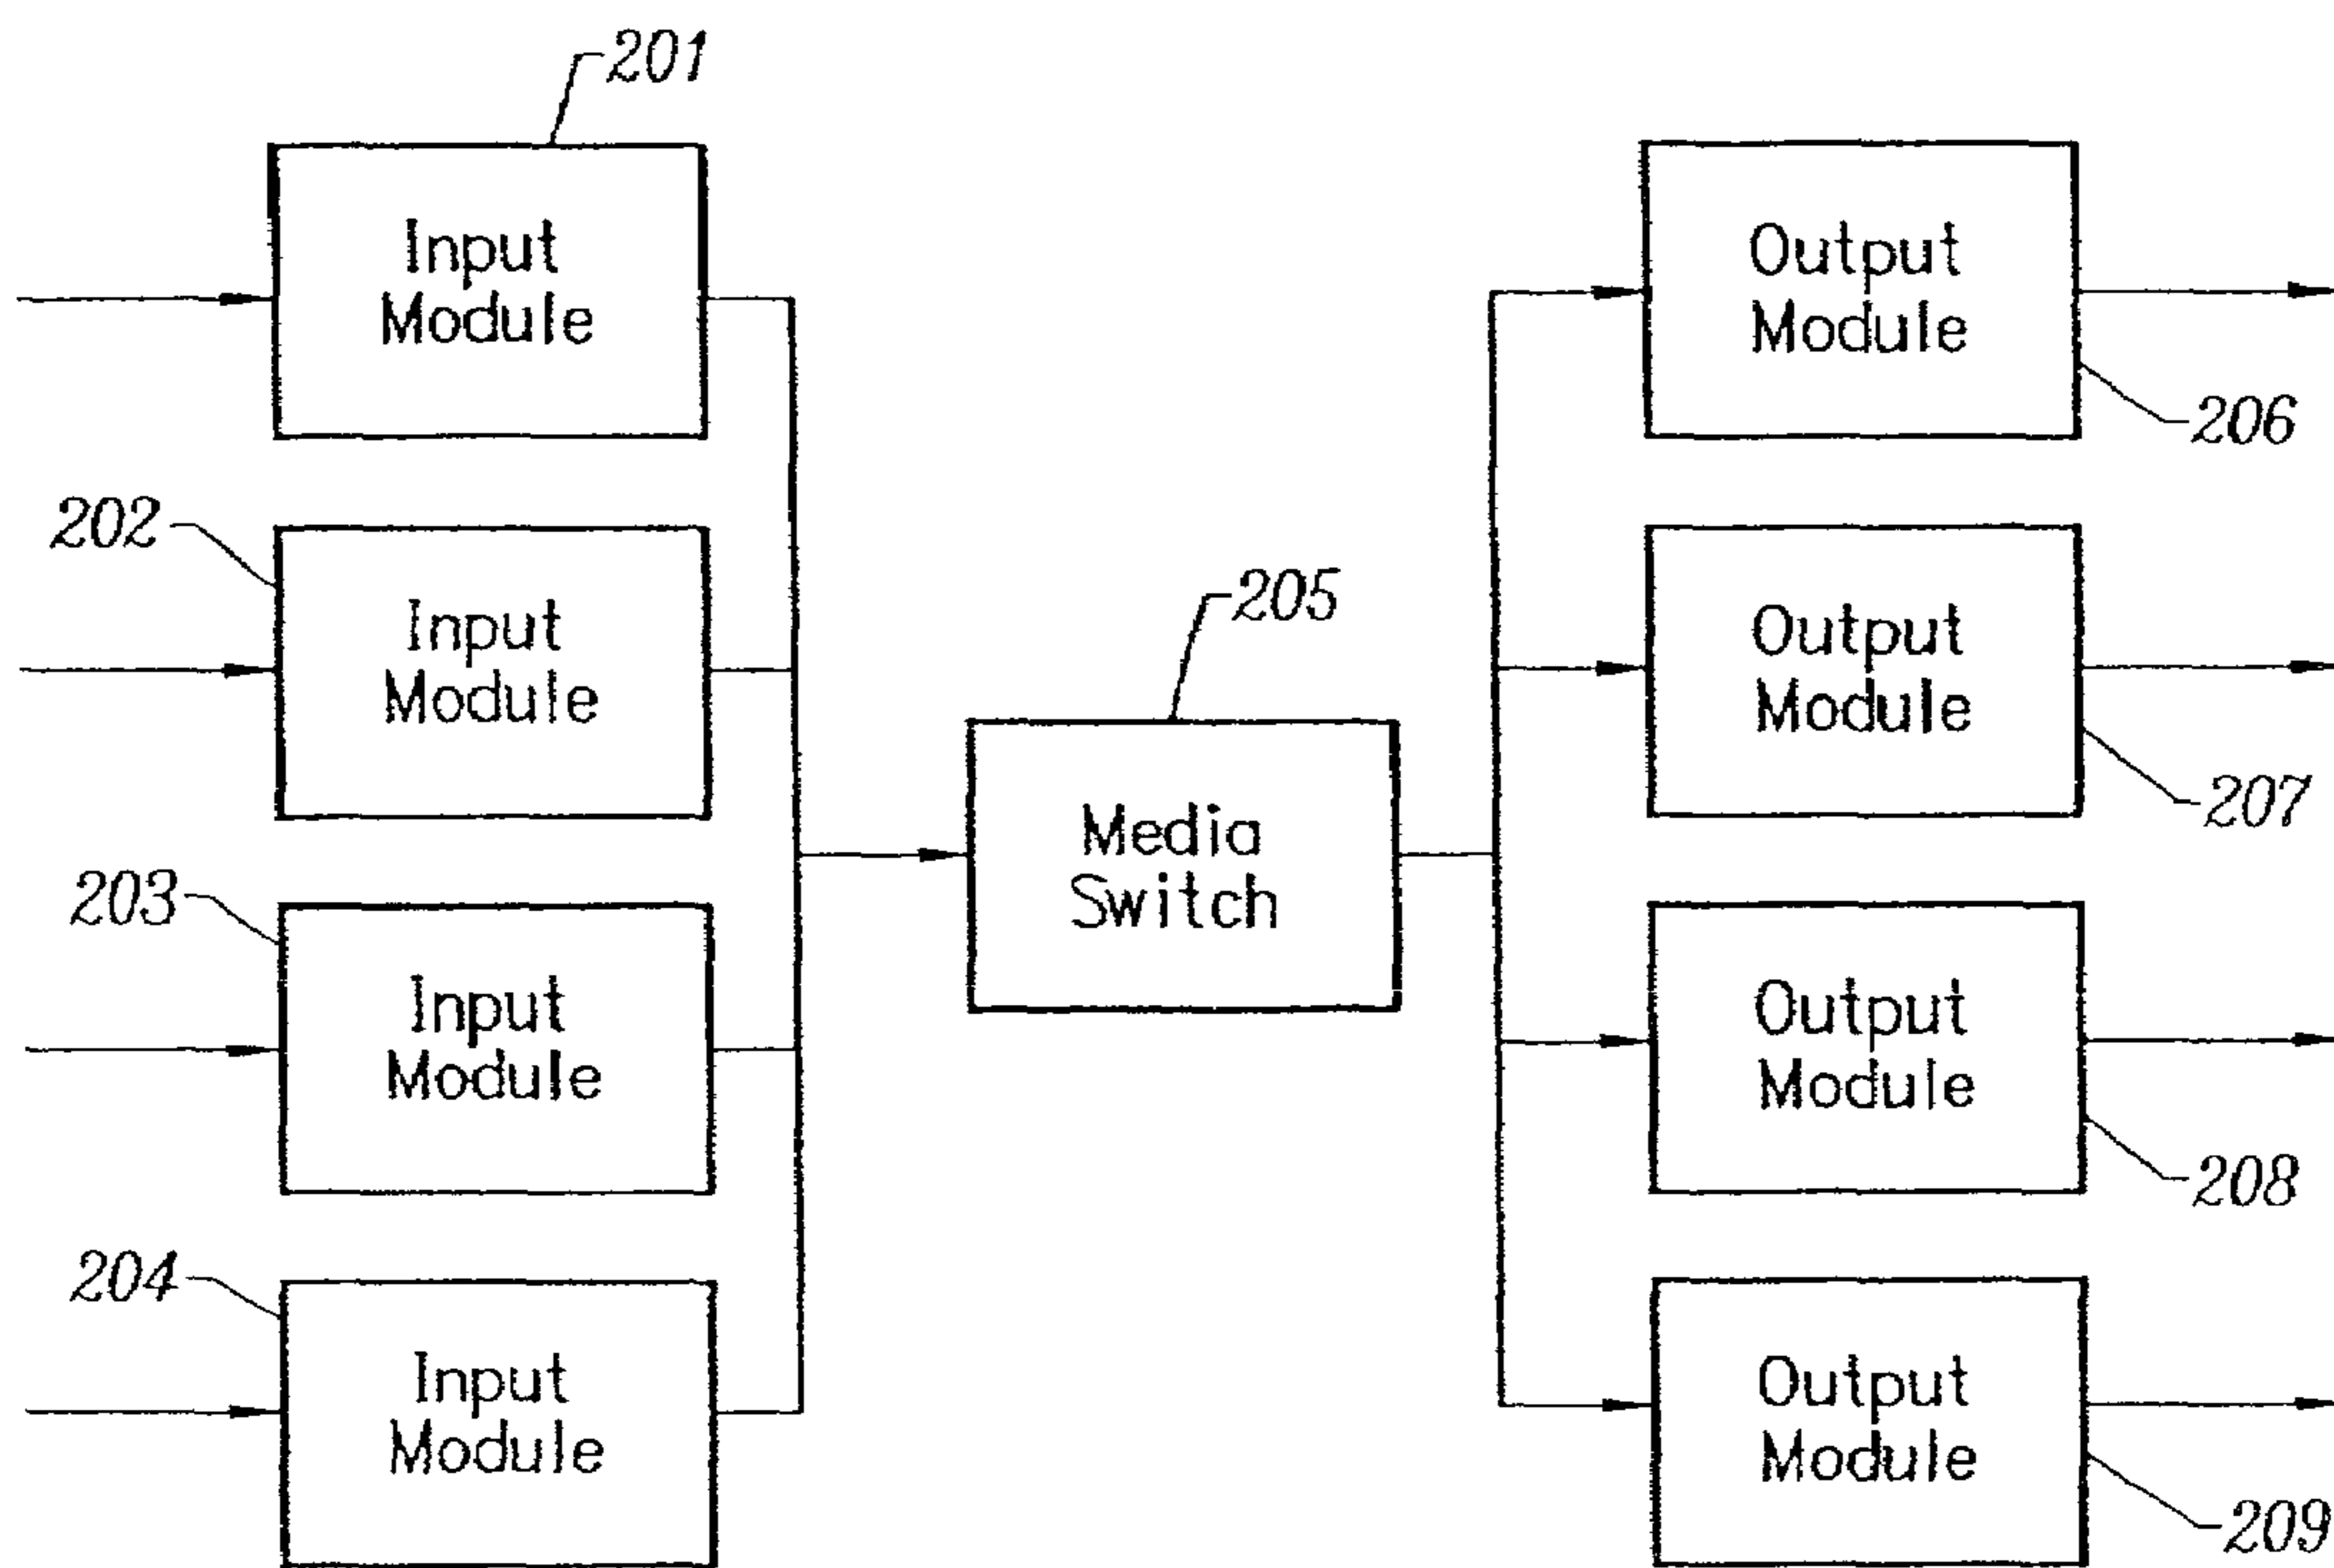 201
Input
Module
202
Input
Module
203
Input
Module
204
Input
Module
205
Media
Switch
Output
Module
206
Output
Module
207
Output
Module
208
Output
Module
209